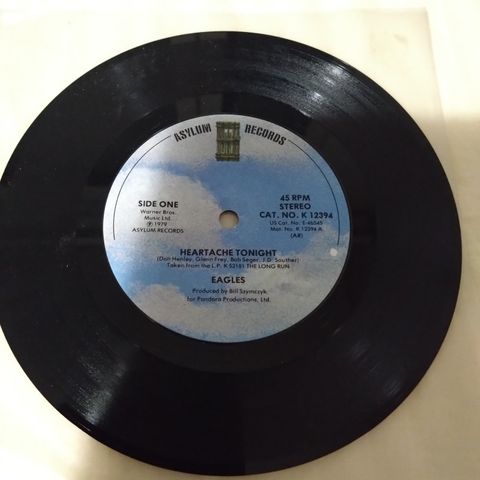 ASYLUM RECORDS
SIDE ONE
Warner Bros.
Music Ltd.
℗ 1979
ASYLUM RECORDS
45 RPM
STEREO
CAT. NO. K 12394
US Cat. No. E-46545
Mat. No. K 12394 A
(A8)
HEARTACHE TONIGHT
(Don Henley, Glenn Frey, Bob Seger, J.D. Souther)
Taken from the L.P. K 52181 THE LONG RUN
EAGLES
Produced by Bill Szymczyk
for Pandora Productions, Ltd.